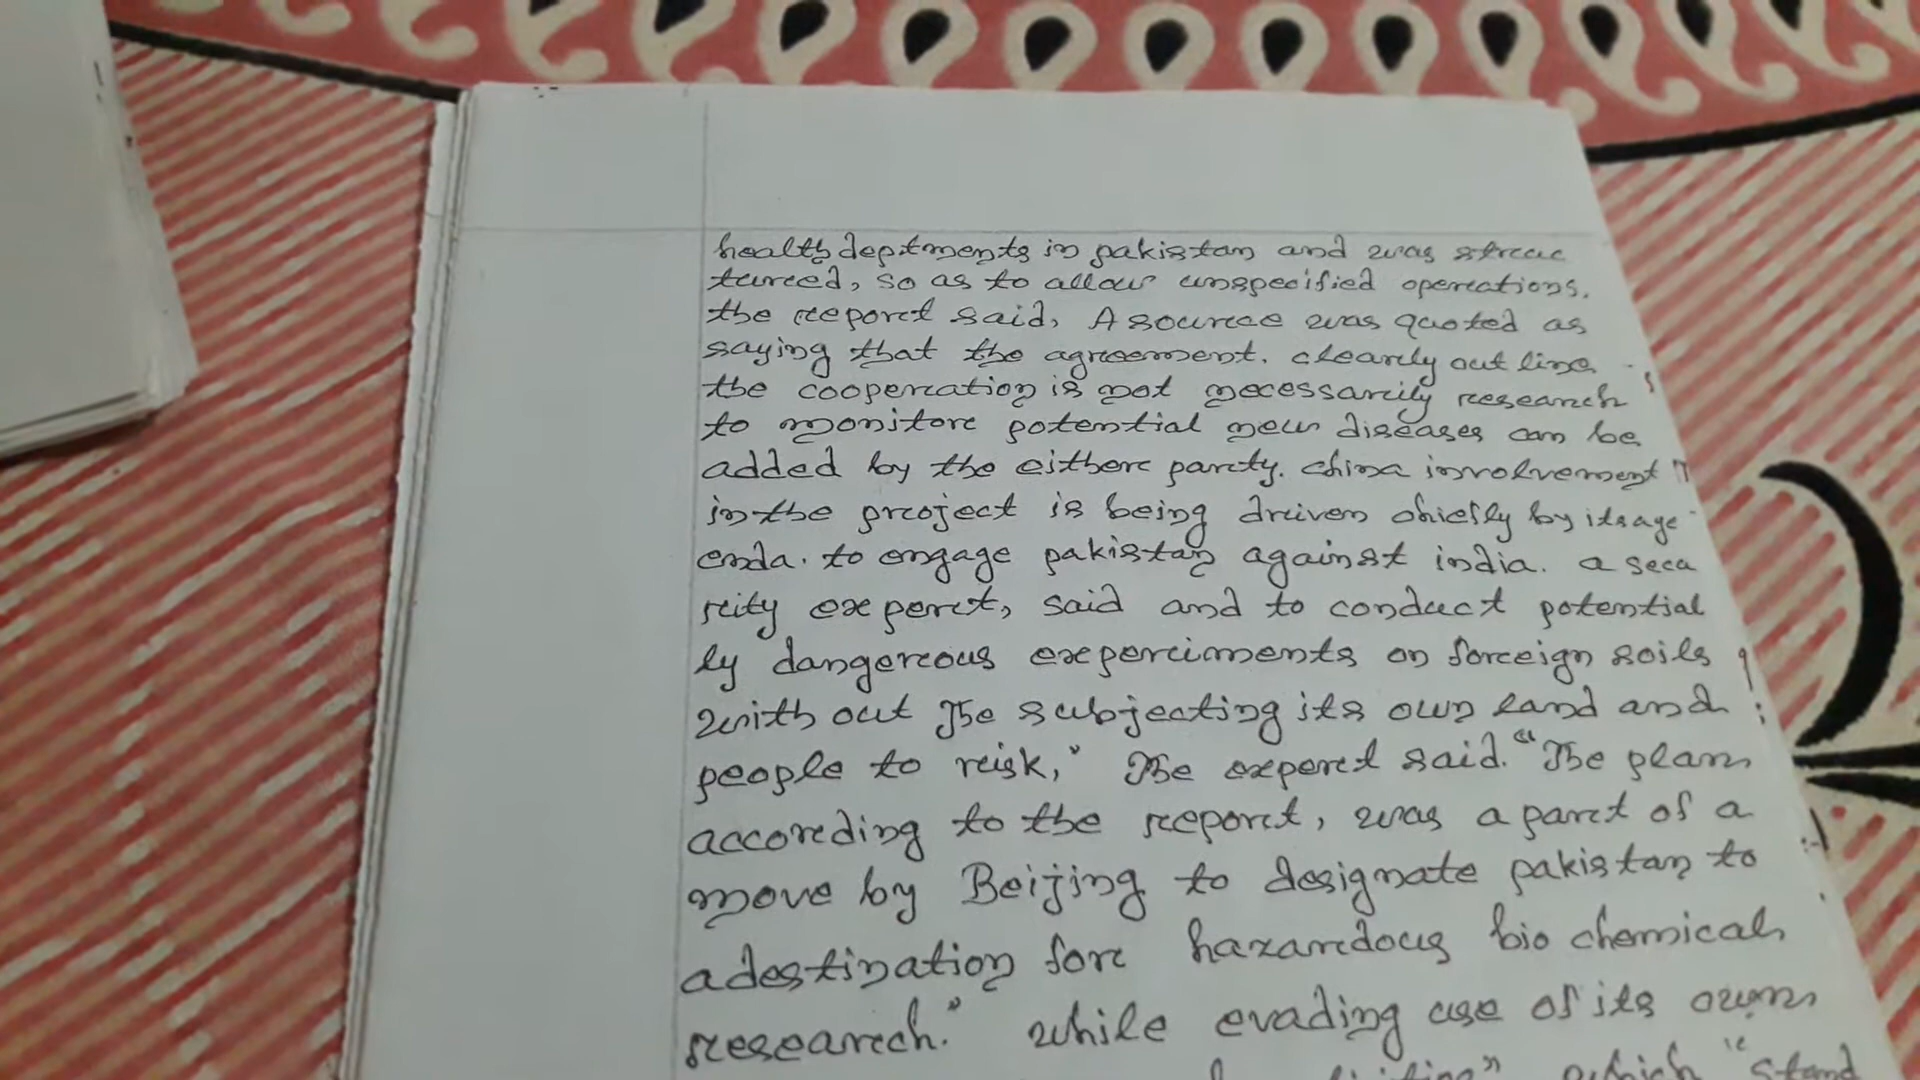 health deptments in pakistan and was struc
tured, so as to allow unspecified operations.
the report said, A source was quoted as
saying that the agreement. clearly out line
the cooperation is not necessarily research
to monitor potential new diseases can be
added by the either party. china involvement
in the project is being driven chiefly by its age
enda. to engage pakistan against india. a secu
rity expert, said and to conduct potential
ly dangerous experiments on foreign soils
with out The subjecting its own land and
people to risk," The expert said. "The plan
according to the report, was a part of a
move by Beijing to designate pakistan to
a destination for hazardous bio chemical
research." while evading use of its own
which "stand